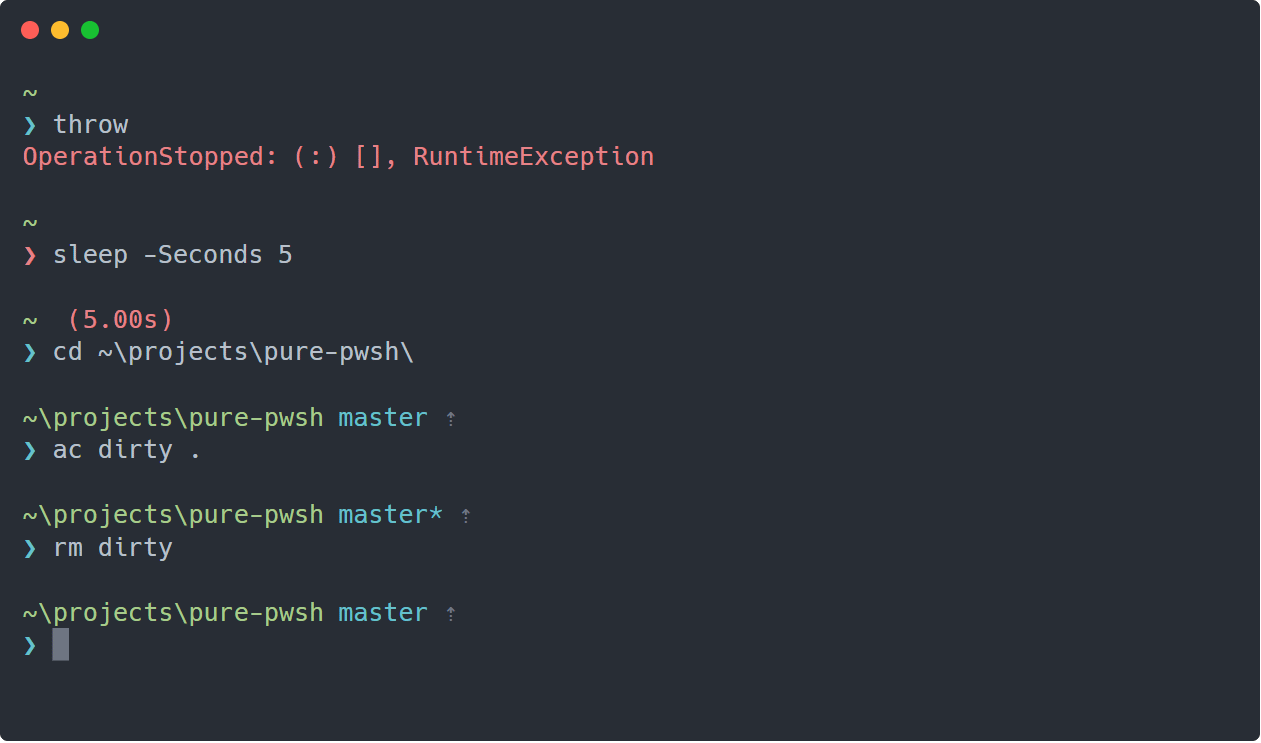 ~
❯ throw
OperationStopped: (:) [], RuntimeException
~
❯ sleep -Seconds 5
~  (5.00s)
❯ cd ~\projects\pure-pwsh\
~\projects\pure-pwsh master ⇡
❯ ac dirty .
~\projects\pure-pwsh master* ⇡
❯ rm dirty
~\projects\pure-pwsh master ⇡
❯